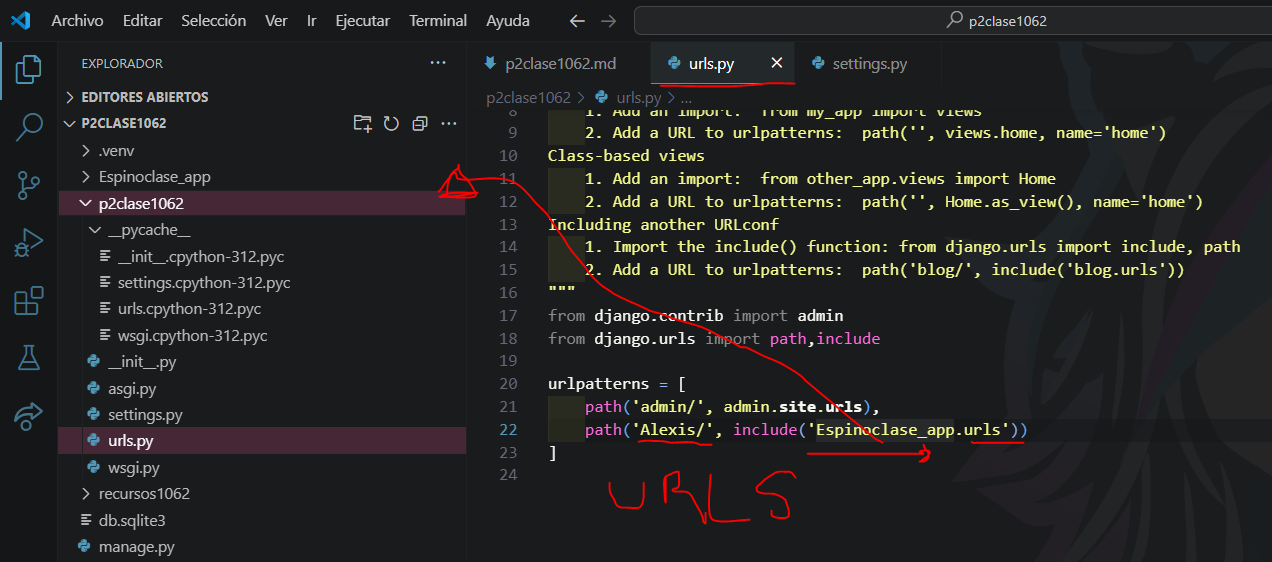 Archivo Editar Selección Ver Ir Ejecutar Terminal Ayuda
p2clase1062
EXPLORADOR
EDITORES ABIERTOS
P2CLASE1062
.venv
Espinoclase_app
p2clase1062
__pycache__
__init__.cpython-312.pyc
settings.cpython-312.pyc
urls.cpython-312.pyc
wsgi.cpython-312.pyc
__init__.py
asgi.py
settings.py
urls.py
wsgi.py
recursos1062
db.sqlite3
manage.py
p2clase1062.md urls.py settings.py
p2clase1062 > urls.py > ...
8 1. Add an import: from my_app import views
9 2. Add a URL to urlpatterns: path('', views.home, name='home')
10 Class-based views
11 1. Add an import: from other_app.views import Home
12 2. Add a URL to urlpatterns: path('', Home.as_view(), name='home')
13 Including another URLconf
14 1. Import the include() function: from django.urls import include, path
15 2. Add a URL to urlpatterns: path('blog/', include('blog.urls'))
16 """
17 from django.contrib import admin
18 from django.urls import path,include
19
20 urlpatterns = [
21 path('admin/', admin.site.urls),
22 path('Alexis/', include('Espinoclase_app.urls'))
23 ]
24
URLS